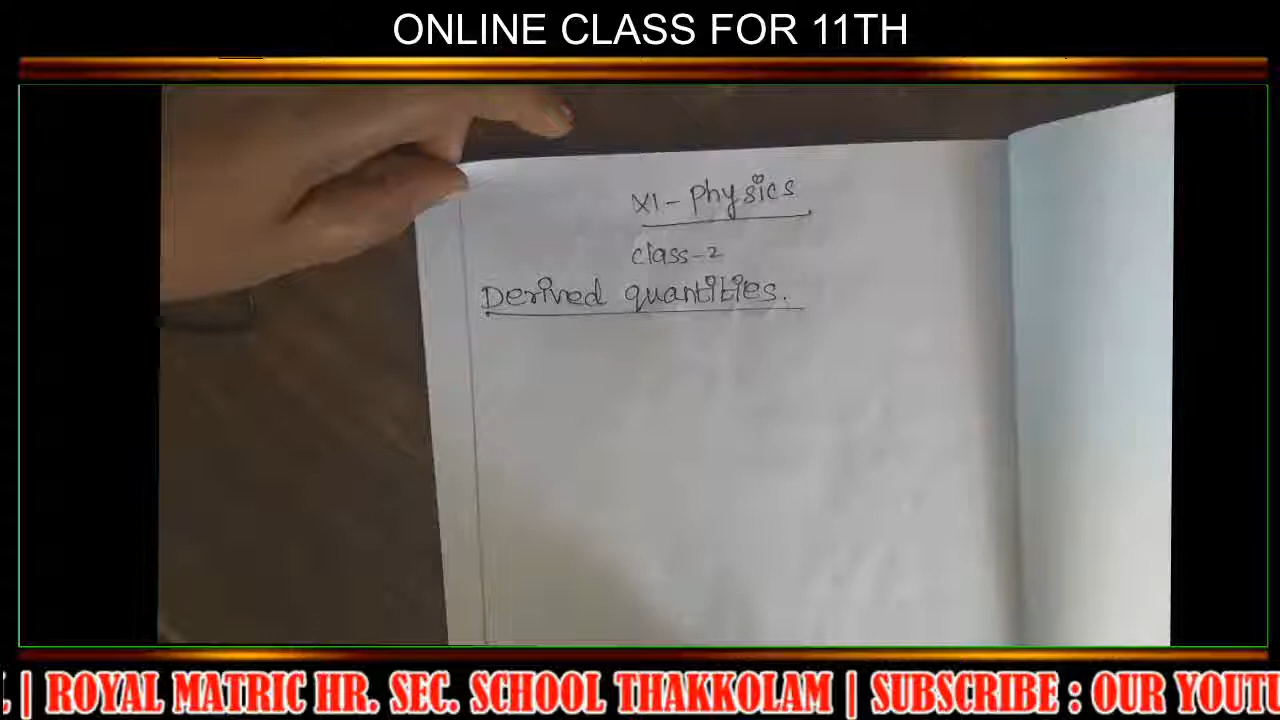 ONLINE CLASS FOR 11TH
XI - Physics
class-2
Derived quantities.
| ROYAL MATRIC HR. SEC. SCHOOL THAKKOLAM | SUBSCRIBE : OUR